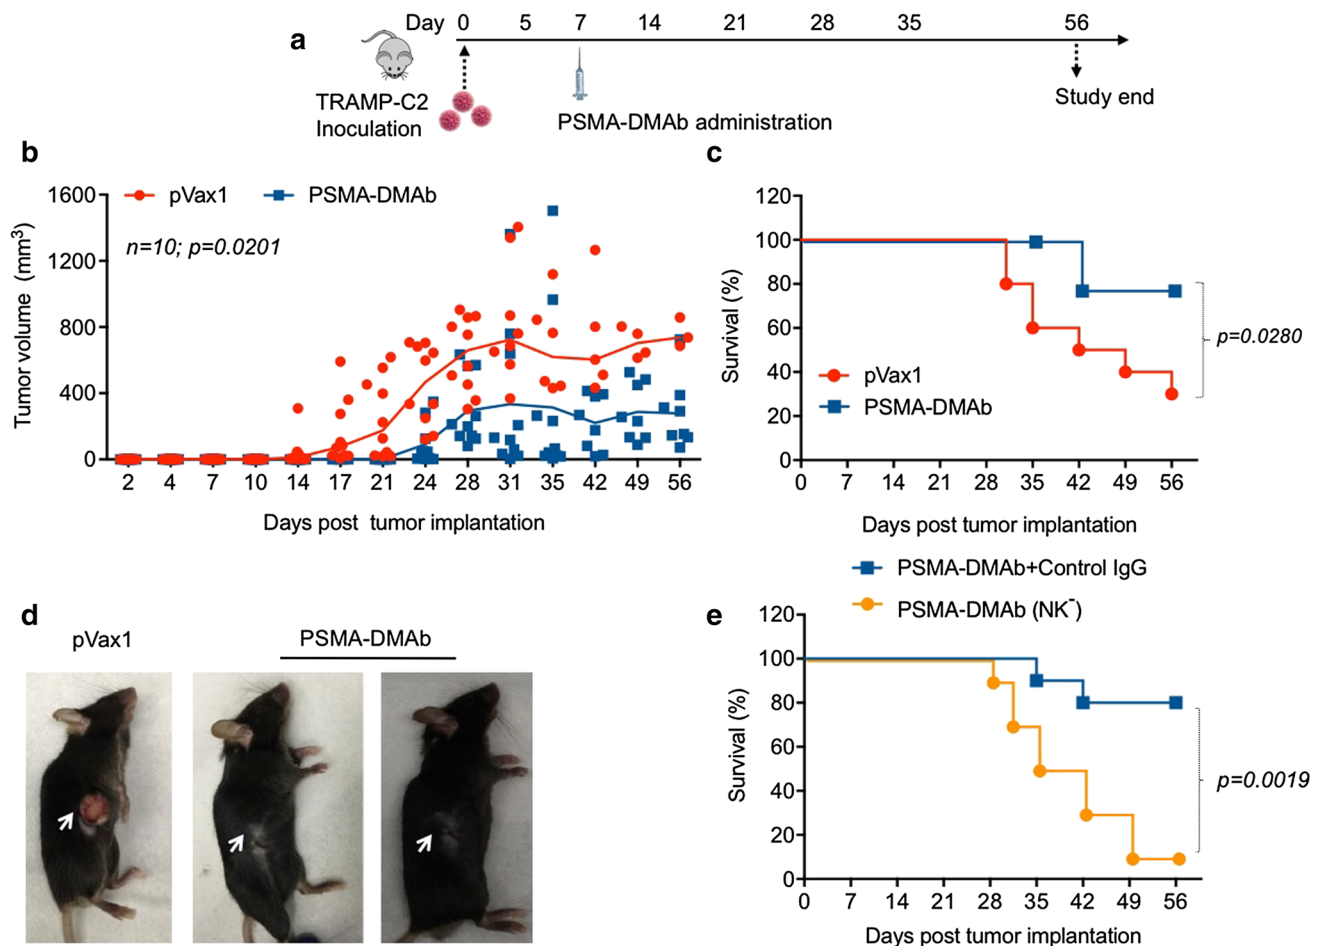 a
Day 0 5 7 14 21 28 35 56
TRAMP-C2
Inoculation
PSMA-DMAb administration
Study end
b
pVax1 PSMA-DMAb
n=10; p=0.0201
Tumor volume (mm³)
1600
1200
800
400
0
2 4 7 10 14 17 21 24 28 31 35 42 49 56
Days post tumor implantation
c
Survival (%)
120
100
80
60
40
20
0
pVax1
PSMA-DMAb
p=0.0280
0 7 14 21 28 35 42 49 56
Days post tumor implantation
d
pVax1
PSMA-DMAb
e
PSMA-DMAb+Control IgG
PSMA-DMAb (NK⁻)
Survival (%)
120
100
80
60
40
20
0
p=0.0019
0 7 14 21 28 35 42 49 56
Days post tumor implantation